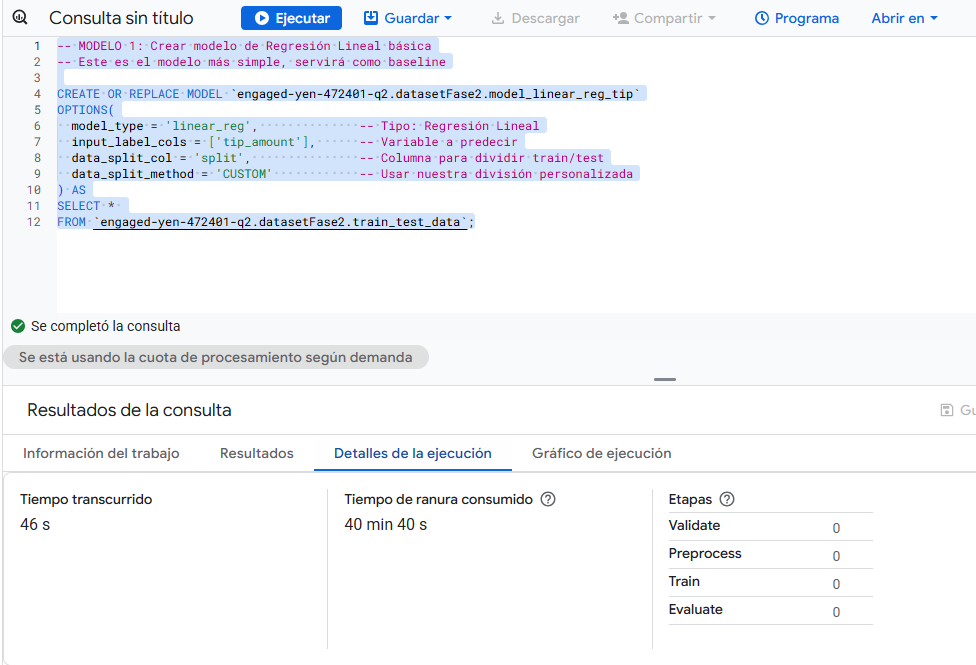 Consulta sin título Ejecutar Guardar Descargar Compartir Programa Abrir en
1 -- MODELO 1: Crear modelo de Regresión Lineal básica
2 -- Este es el modelo más simple, servirá como baseline
3
4 CREATE OR REPLACE MODEL `engaged-yen-472401-q2.datasetFase2.model_linear_reg_tip`
5 OPTIONS(
6 model_type = 'linear_reg', -- Tipo: Regresión Lineal
7 input_label_cols = ['tip_amount'], -- Variable a predecir
8 data_split_col = 'split', -- Columna para dividir train/test
9 data_split_method = 'CUSTOM' -- Usar nuestra división personalizada
10 ) AS
11 SELECT *
12 FROM `engaged-yen-472401-q2.datasetFase2.train_test_data`;
Se completó la consulta
Se está usando la cuota de procesamiento según demanda
Resultados de la consulta
Información del trabajo Resultados Detalles de la ejecución Gráfico de ejecución
Tiempo transcurrido
46 s
Tiempo de ranura consumido
40 min 40 s
Etapas
Validate 0
Preprocess 0
Train 0
Evaluate 0